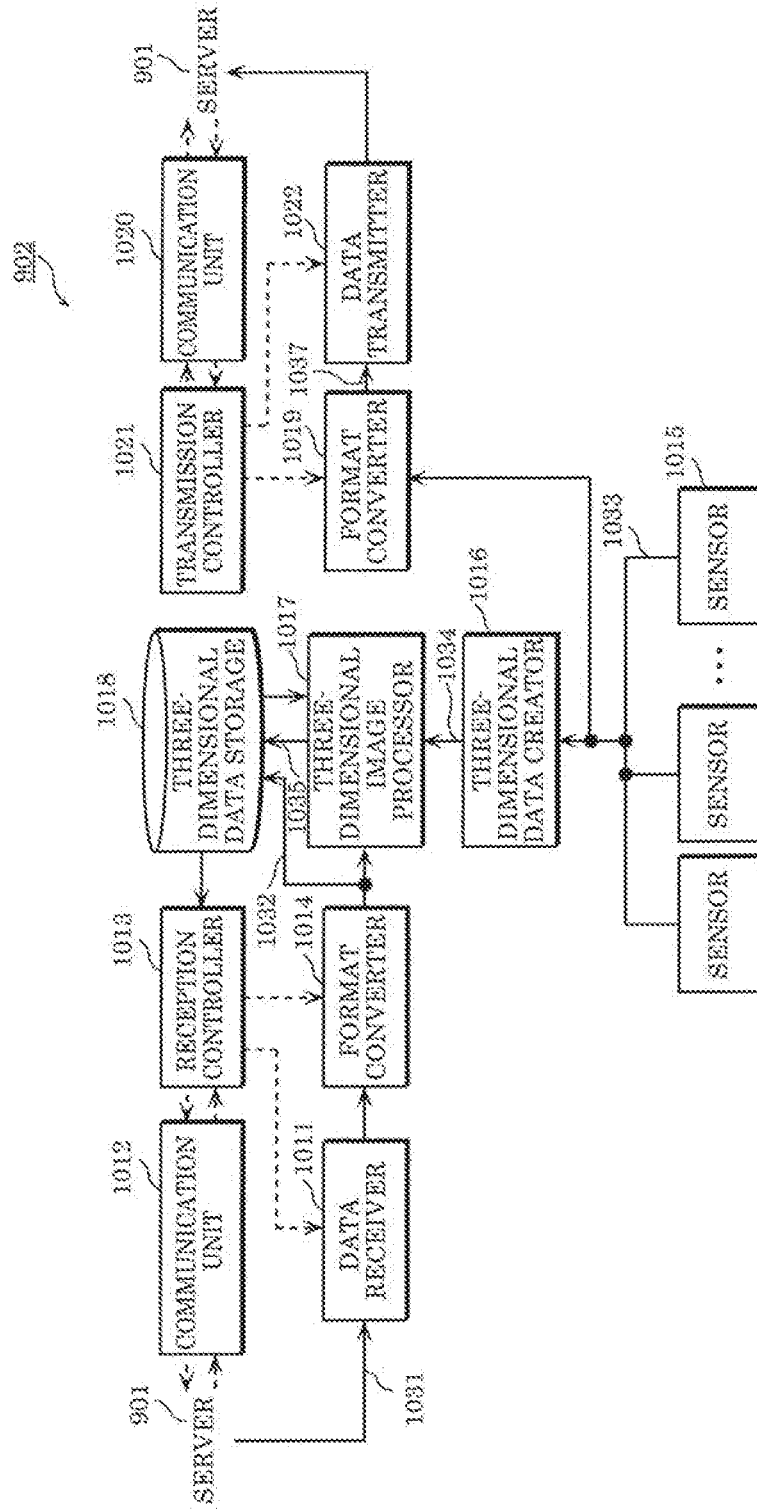 902
901
SERVER
1012
COMMUNICATION
UNIT
1013
RECEPTION
CONTROLLER
1018
THREE-
DIMENSIONAL
DATA STORAGE
1021
TRANSMISSION
CONTROLLER
1020
COMMUNICATION
UNIT
901
SERVER
1031
1011
DATA
RECEIVER
1014
FORMAT
CONVERTER
1032
1035
1017
THREE-
DIMENSIONAL
IMAGE
PROCESSOR
1019
FORMAT
CONVERTER
1037
1022
DATA
TRANSMITTER
1034
1016
THREE-
DIMENSIONAL
DATA CREATOR
1033
1015
SENSOR
SENSOR
...
SENSOR